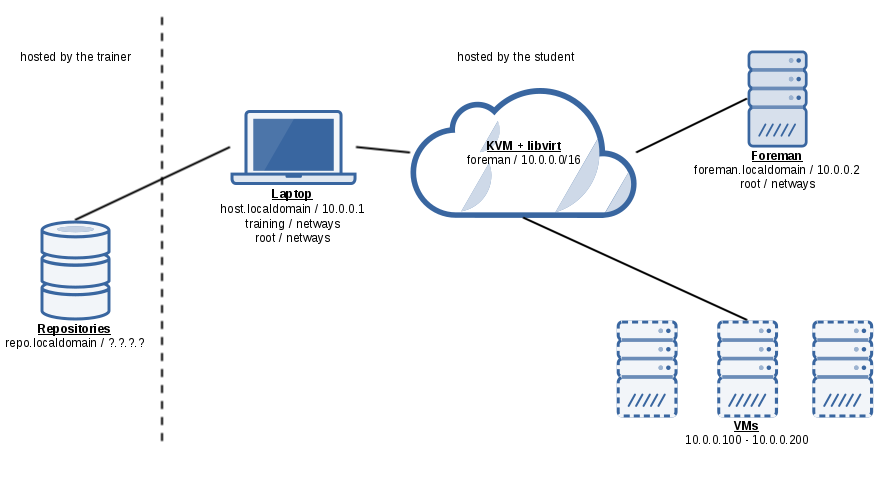 hosted by the trainer
hosted by the student
KVM + libvirt
foreman / 10.0.0.0/16
Foreman
foreman.localdomain / 10.0.0.2
root / netways
Laptop
host.localdomain / 10.0.0.1
training / netways
root / netways
Repositories
repo.localdomain / ?.?.?.?
VMs
10.0.0.100 - 10.0.0.200